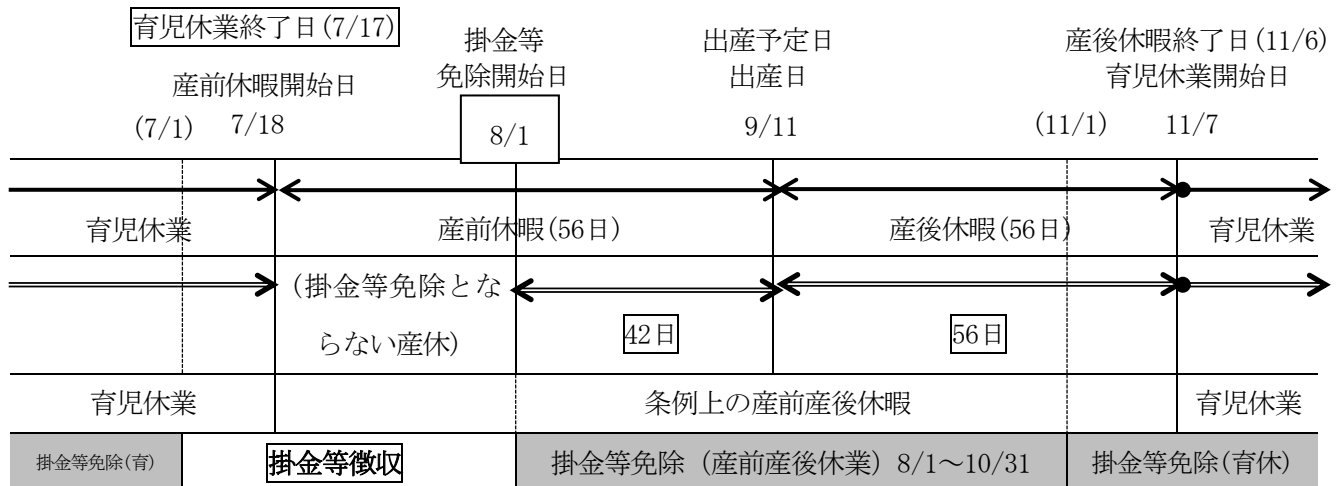 育児休業終了日(7/17)
掛金等
免除開始日
出産予定日
出産日
産後休暇終了日(11/6)
育児休業開始日
産前休暇開始日
(7/1) 7/18 8/1 9/11 (11/1) 11/7
育児休業 産前休暇(56日) 産後休暇(56日) 育児休業
(掛金等免除とな
らない産休) 42日 56日
育児休業 条例上の産前産後休暇 育児休業
掛金等免除(育) 掛金等徴収 掛金等免除（産前産後休業）8/1～10/31 掛金等免除(育休)